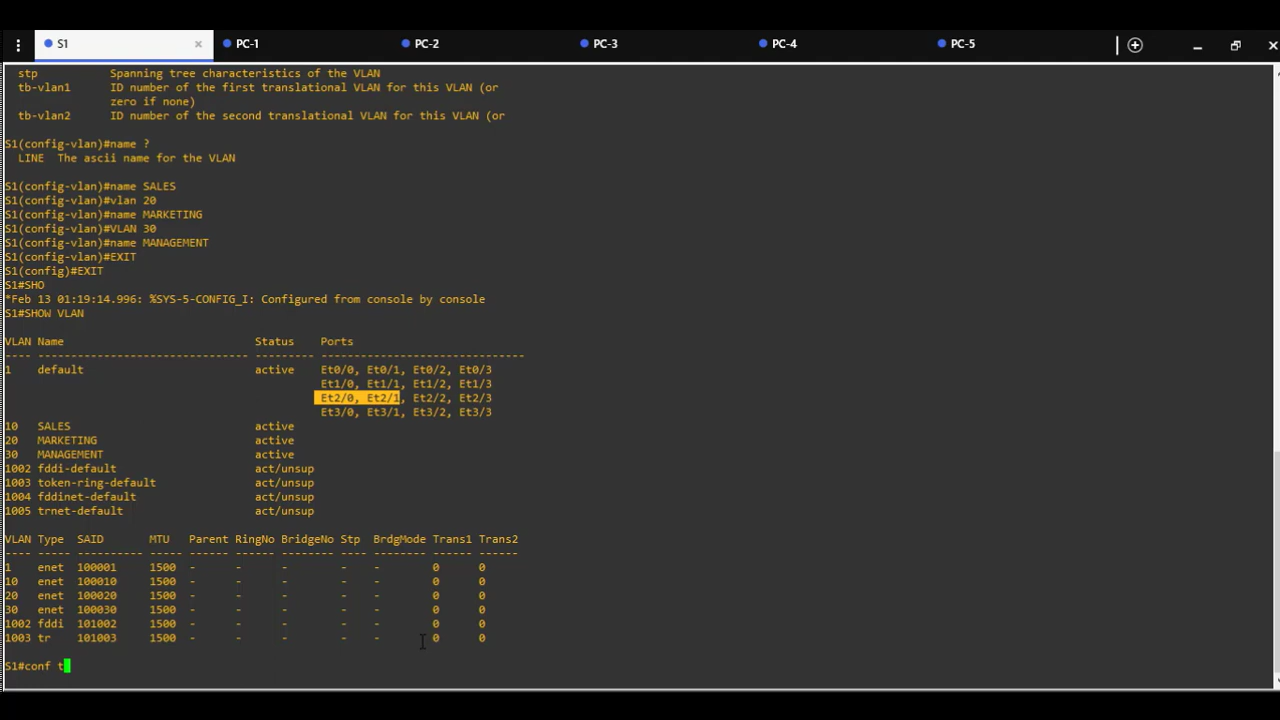 S1 PC-1 PC-2 PC-3 PC-4 PC-5
stp Spanning tree characteristics of the VLAN
tb-vlan1 ID number of the first translational VLAN for this VLAN (or
zero if none)
tb-vlan2 ID number of the second translational VLAN for this VLAN (or
S1(config-vlan)#name ?
LINE The ascii name for the VLAN
S1(config-vlan)#name SALES
S1(config-vlan)#vlan 20
S1(config-vlan)#name MARKETING
S1(config-vlan)#VLAN 30
S1(config-vlan)#name MANAGEMENT
S1(config-vlan)#EXIT
S1(config)#EXIT
S1#SHO
*Feb 13 01:19:14.996: %SYS-5-CONFIG_I: Configured from console by console
S1#SHOW VLAN
VLAN Name Status Ports
---- -------------------------------- --------- -------------------------------
1 default active Et0/0, Et0/1, Et0/2, Et0/3
Et1/0, Et1/1, Et1/2, Et1/3
Et2/0, Et2/1, Et2/2, Et2/3
Et3/0, Et3/1, Et3/2, Et3/3
10 SALES active
20 MARKETING active
30 MANAGEMENT active
1002 fddi-default act/unsup
1003 token-ring-default act/unsup
1004 fddinet-default act/unsup
1005 trnet-default act/unsup
VLAN Type SAID MTU Parent RingNo BridgeNo Stp BrdgMode Trans1 Trans2
---- ----- ---------- ----- ------ ------ -------- ---- -------- ------ ------
1 enet 100001 1500 - - - - - 0 0
10 enet 100010 1500 - - - - - 0 0
20 enet 100020 1500 - - - - - 0 0
30 enet 100030 1500 - - - - - 0 0
1002 fddi 101002 1500 - - - - - 0 0
1003 tr 101003 1500 - - - - - 0 0
S1#conf t